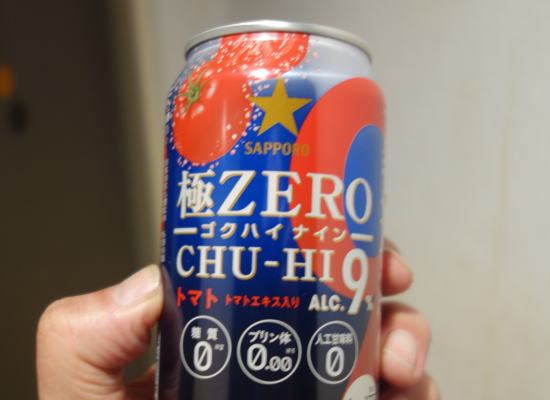 SAPPORO
極ZERO
ゴクハイ ナイン
CHU-HI 9%
トマト トマトエキス入り ALC.
糖質 プリン体 人工甘味料
0 0.00 0